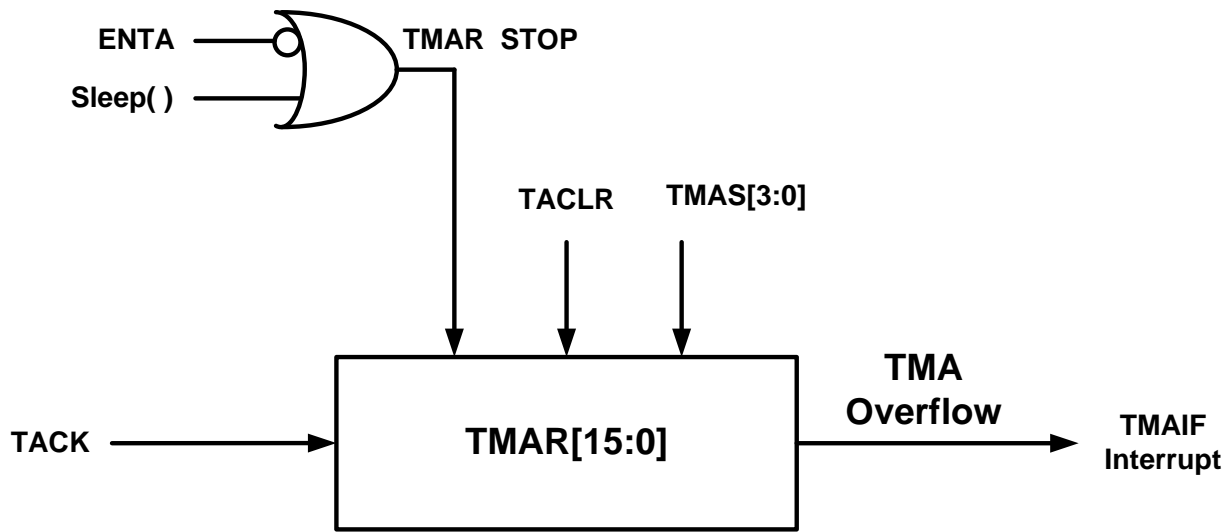 ENTA
TMAR STOP
Sleep( )
TACLR
TMAS[3:0]
TMA
Overflow
TACK
TMAR[15:0]
TMAIF
Interrupt